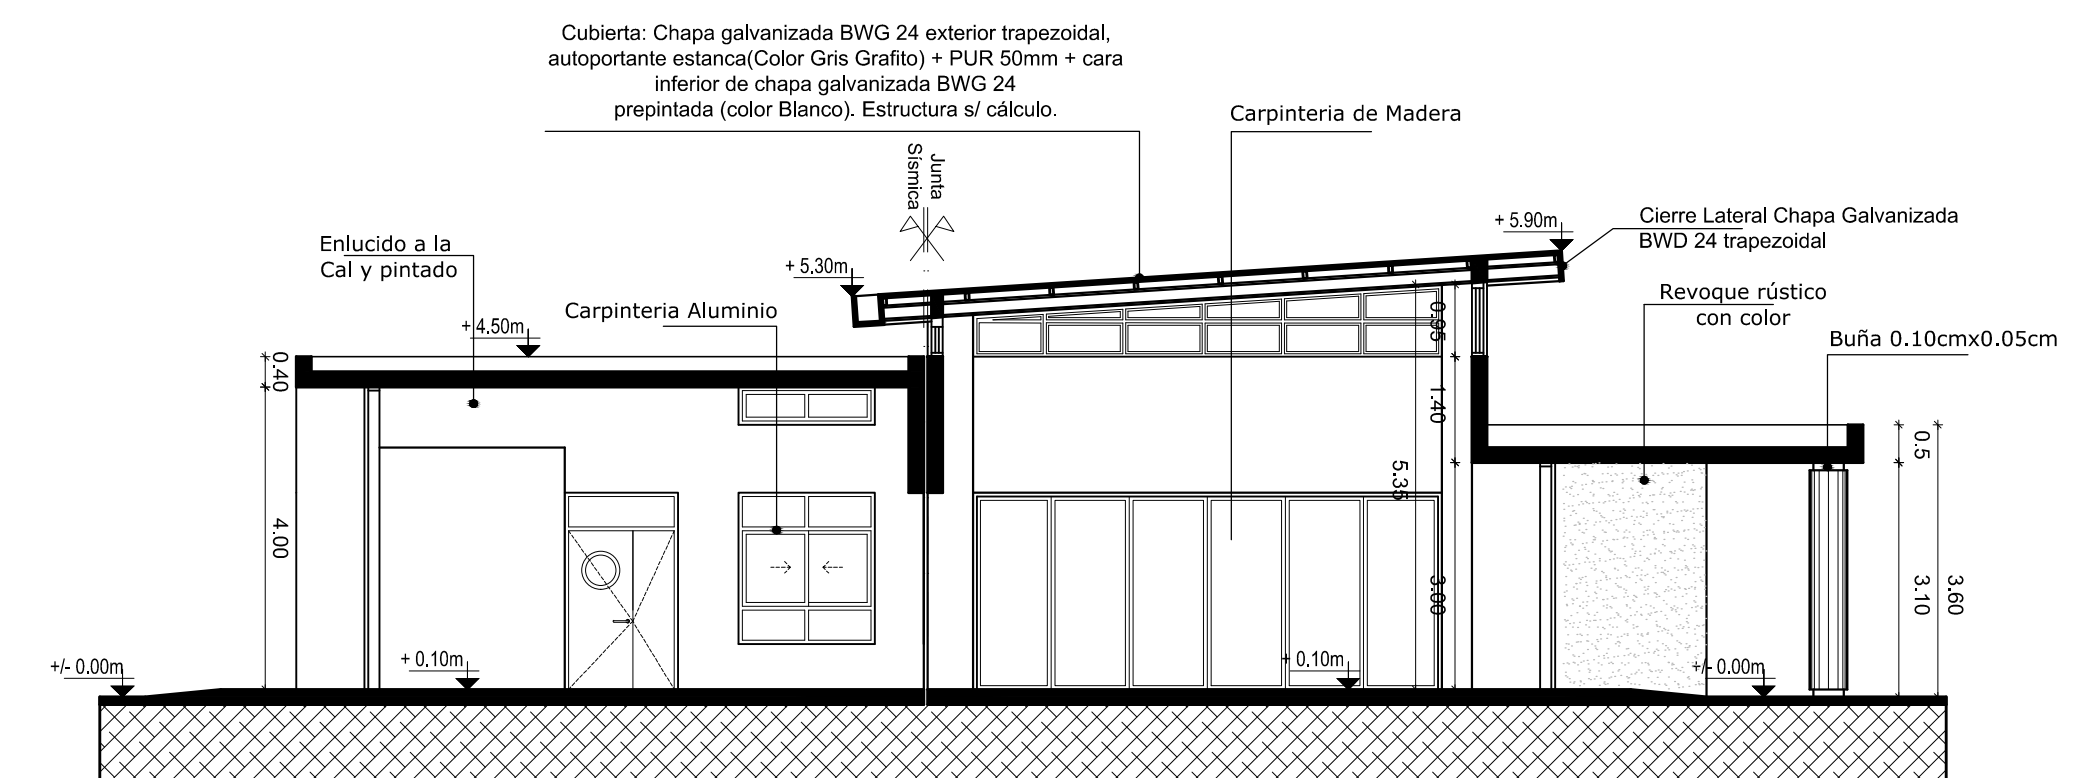 Cubierta: Chapa galvanizada BWG 24 exterior trapezoidal,
autoportante estanca(Color Gris Grafito) + PUR 50mm + cara
inferior de chapa galvanizada BWG 24
prepintada (color Blanco). Estructura s/ cálculo.
Carpinteria de Madera
Junta
Sísmica
+ 5.90m
Cierre Lateral Chapa Galvanizada
BWD 24 trapezoidal
Enlucido a la
Cal y pintado
+ 5.30m
Revoque rústico
con color
Carpinteria Aluminio
+ 4.50m
Buña 0.10cmx0.05cm
0.40
0.95
1.40
0.5
5.35
4.00
3.00
3.10
3.60
+/- 0.00m
+ 0.10m
+ 0.10m
+/- 0.00m